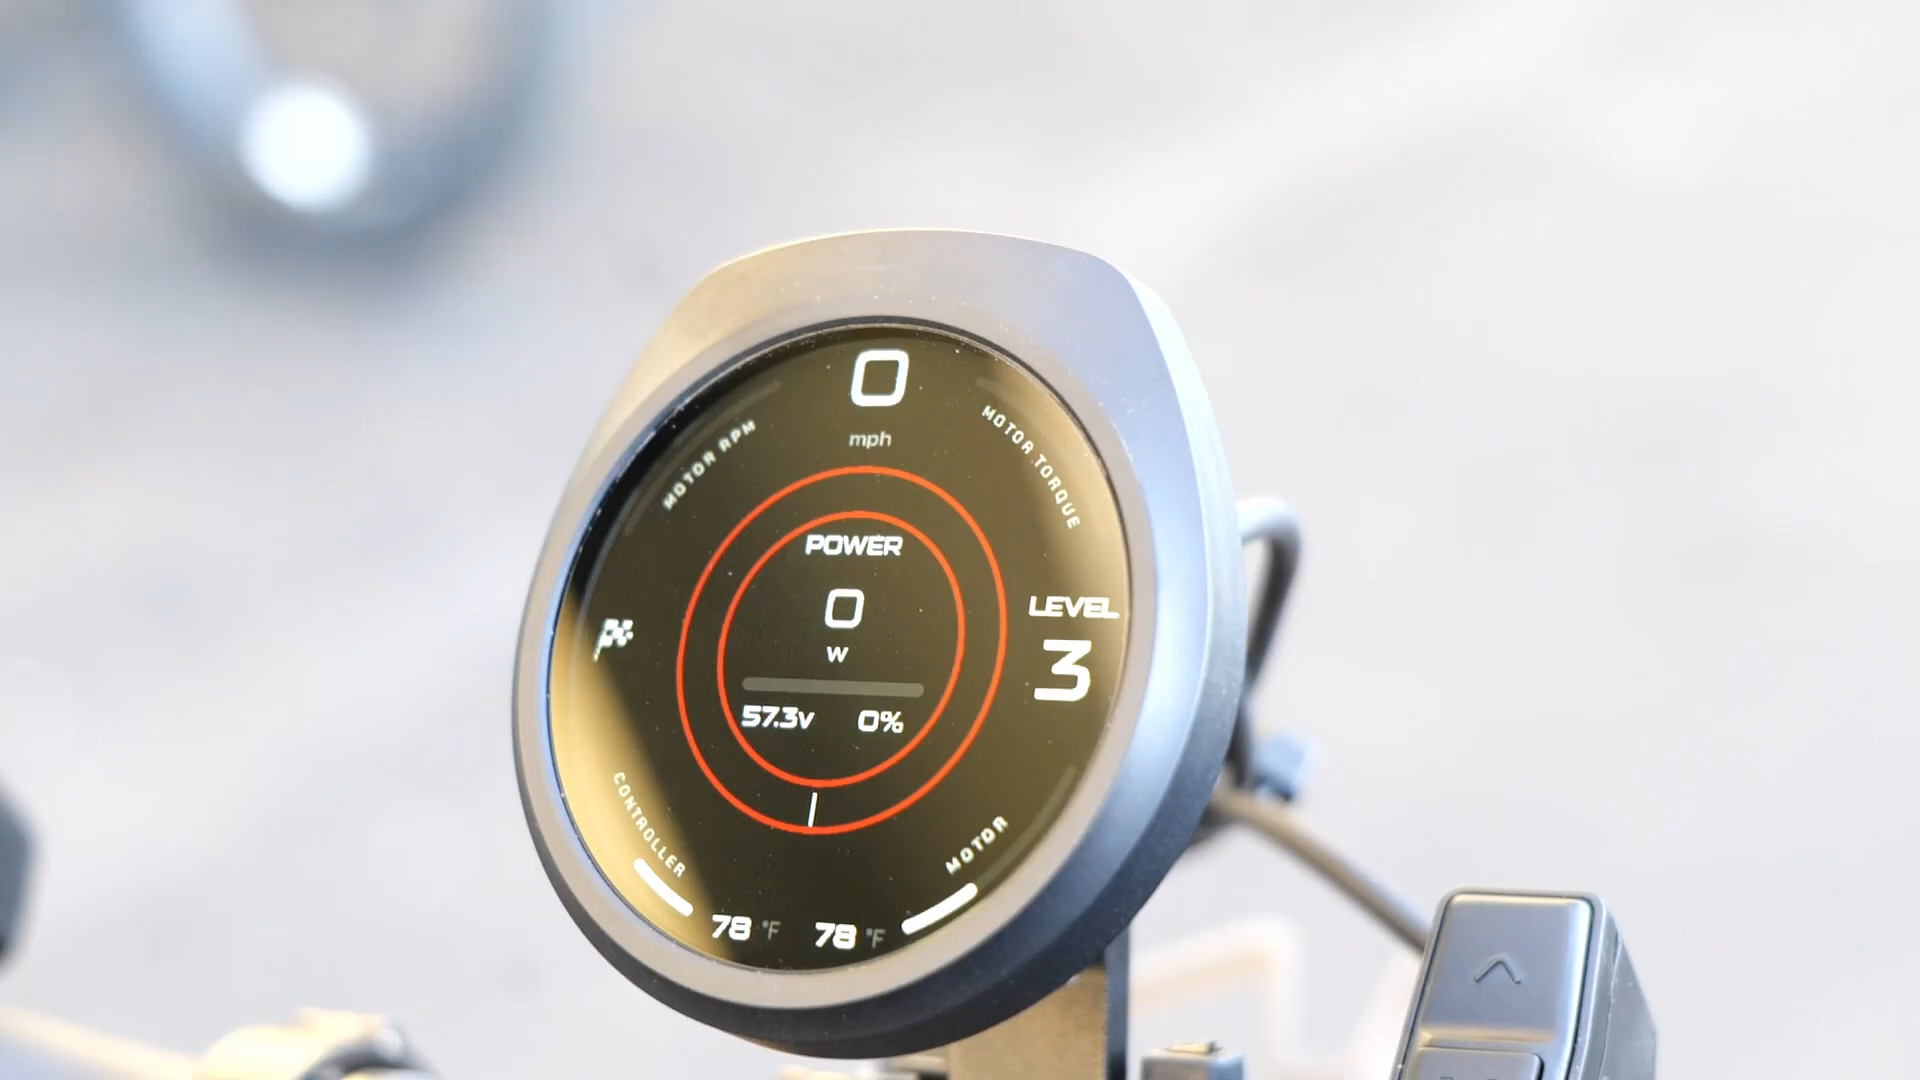 0
mph
MOTOR RPM
MOTOR TORQUE
POWER
0
W
57.3v 0%
LEVEL
3
CONTROLLER
MOTOR
78 °F 78 °F